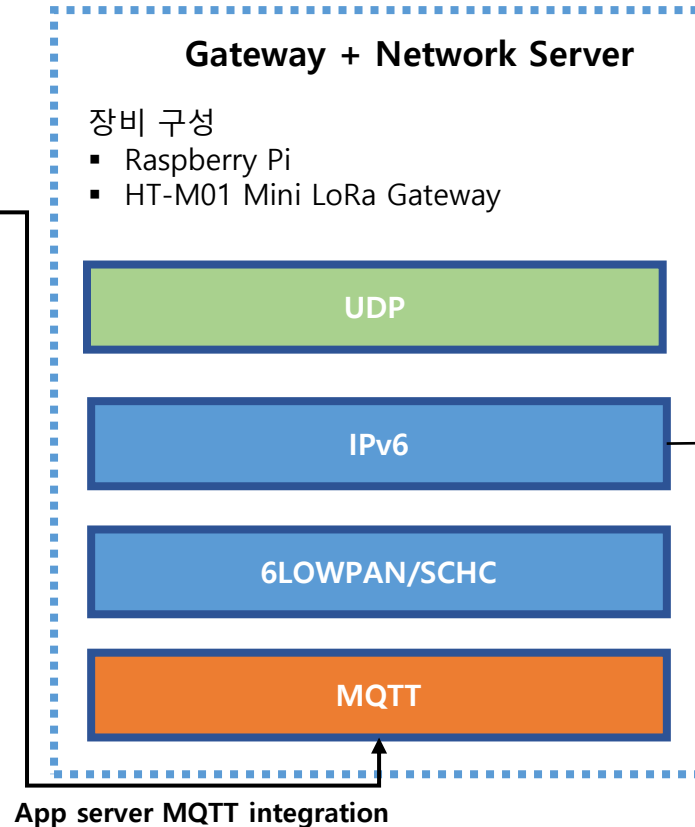 Gateway + Network Server
장비 구성
▪ Raspberry Pi
▪ HT-M01 Mini LoRa Gateway
UDP
IPv6
6LOWPAN/SCHC
MQTT
App server MQTT integration